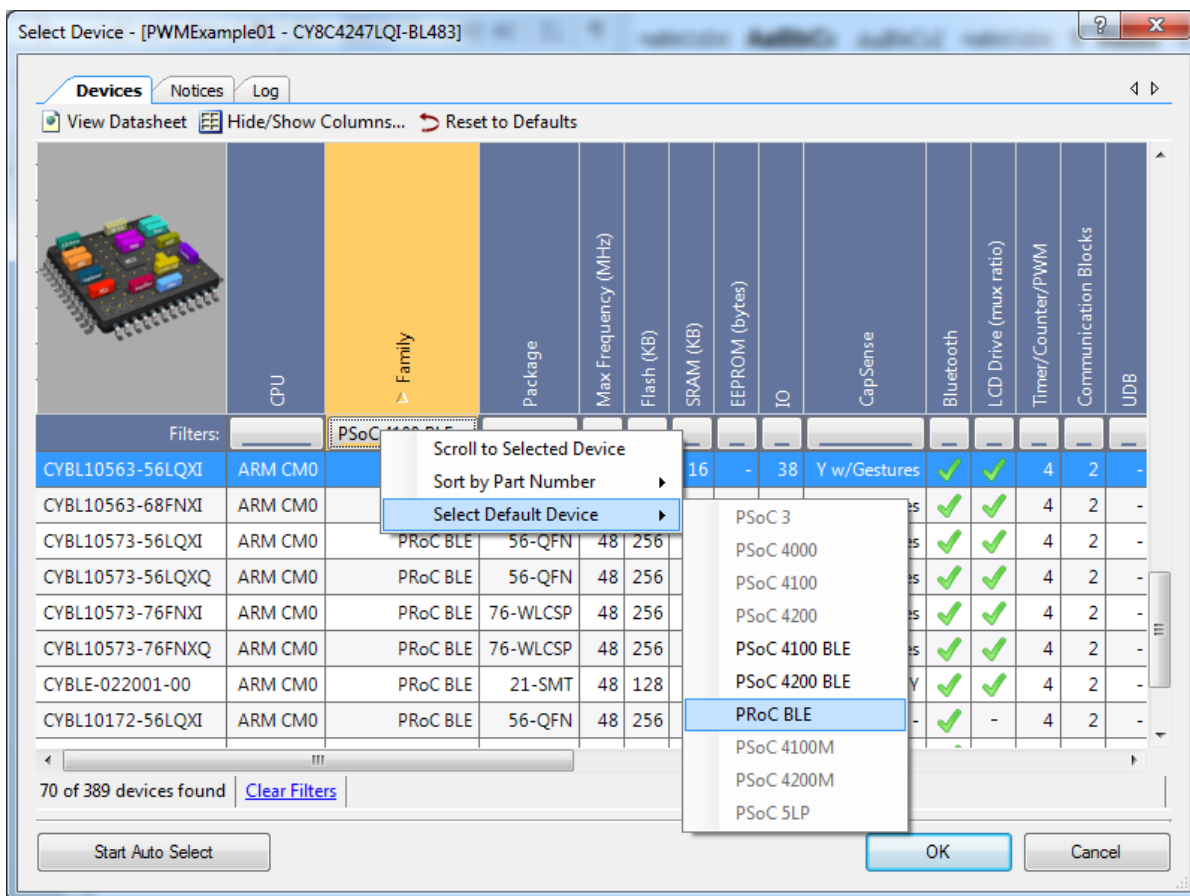 Select Device - [PWMExample01 - CY8C4247LQI-BL483]
Devices Notices Log
View Datasheet Hide/Show Columns... Reset to Defaults
CPU Family Package Max Frequency (MHz) Flash (KB) SRAM (KB) EEPROM (bytes) IO CapSense Bluetooth LCD Drive (mux ratio) Timer/Counter/PWM Communication Blocks UDB
Filters:
CYBL10563-56LQXI ARM CM0 16 - 38 Y w/Gestures 4 2 -
CYBL10563-68FNXI ARM CM0 4 2 -
CYBL10573-56LQXI ARM CM0 PRoC BLE 56-QFN 48 256 4 2 -
CYBL10573-56LQXQ ARM CM0 PRoC BLE 56-QFN 48 256 4 2 -
CYBL10573-76FNXI ARM CM0 PRoC BLE 76-WLCSP 48 256 4 2 -
CYBL10573-76FNXQ ARM CM0 PRoC BLE 76-WLCSP 48 256 4 2 -
CYBLE-022001-00 ARM CM0 PRoC BLE 21-SMT 48 128 Y 4 2 -
CYBL10172-56LQXI ARM CM0 PRoC BLE 56-QFN 48 256 - - 4 2 -
Scroll to Selected Device
Sort by Part Number
Select Default Device
PSoC 3
PSoC 4000
PSoC 4100
PSoC 4200
PSoC 4100 BLE
PSoC 4200 BLE
PRoC BLE
PSoC 4100M
PSoC 4200M
PSoC 5LP
70 of 389 devices found Clear Filters
Start Auto Select OK Cancel